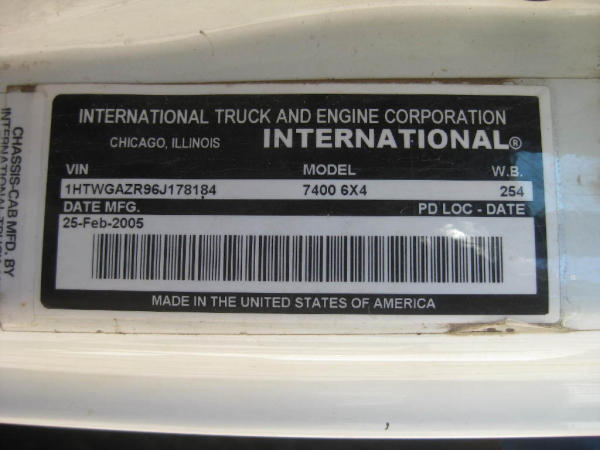 INTERNATIONAL TRUCK AND ENGINE CORPORATION
CHICAGO, ILLINOIS INTERNATIONAL®
VIN MODEL W.B.
1HTWGAZR96J178184 7400 6X4 254
DATE MFG. PD LOC - DATE
25-Feb-2005
MADE IN THE UNITED STATES OF AMERICA
CHASSIS-CAB MFD. BY
INTERNATIONAL